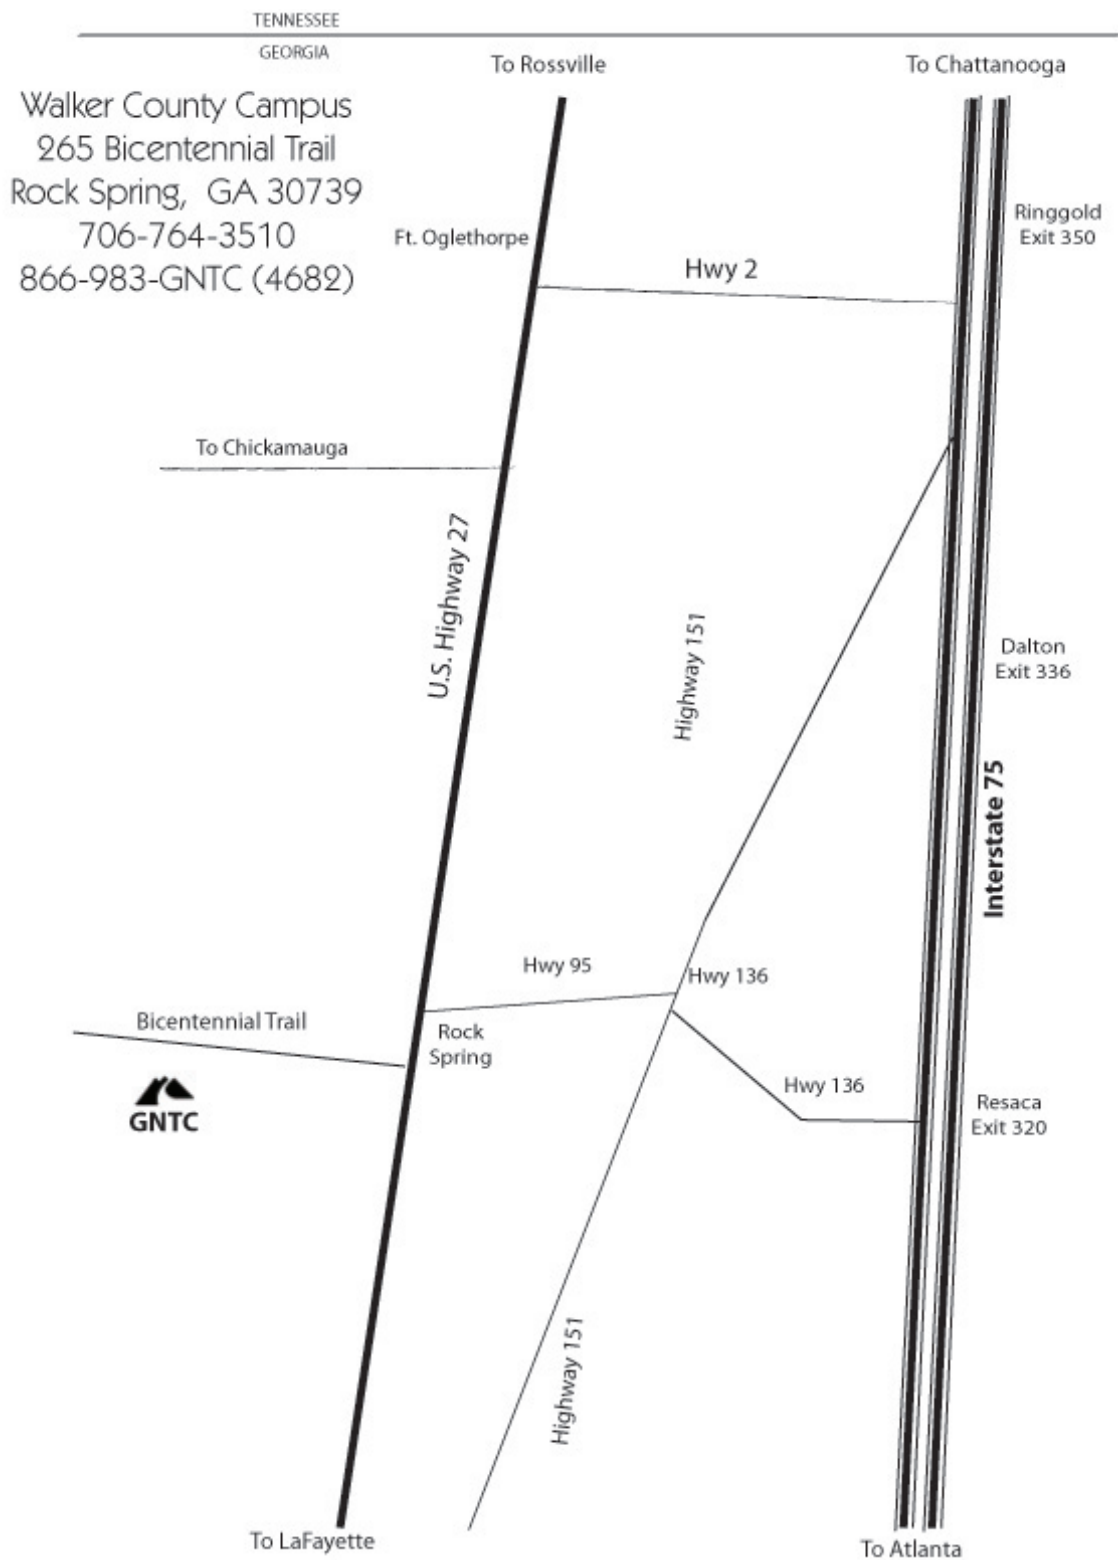 TENNESSEE
GEORGIA
To Rossville
To Chattanooga
Walker County Campus
265 Bicentennial Trail
Rock Spring, GA 30739
706-764-3510
866-983-GNTC (4682)
Ft. Oglethorpe
Ringgold
Exit 350
Hwy 2
To Chickamauga
U.S. Highway 27
Highway 151
Dalton
Exit 336
Interstate 75
Hwy 95
Hwy 136
Bicentennial Trail
Rock
Spring
GNTC
Hwy 136
Resaca
Exit 320
Highway 151
To LaFayette
To Atlanta